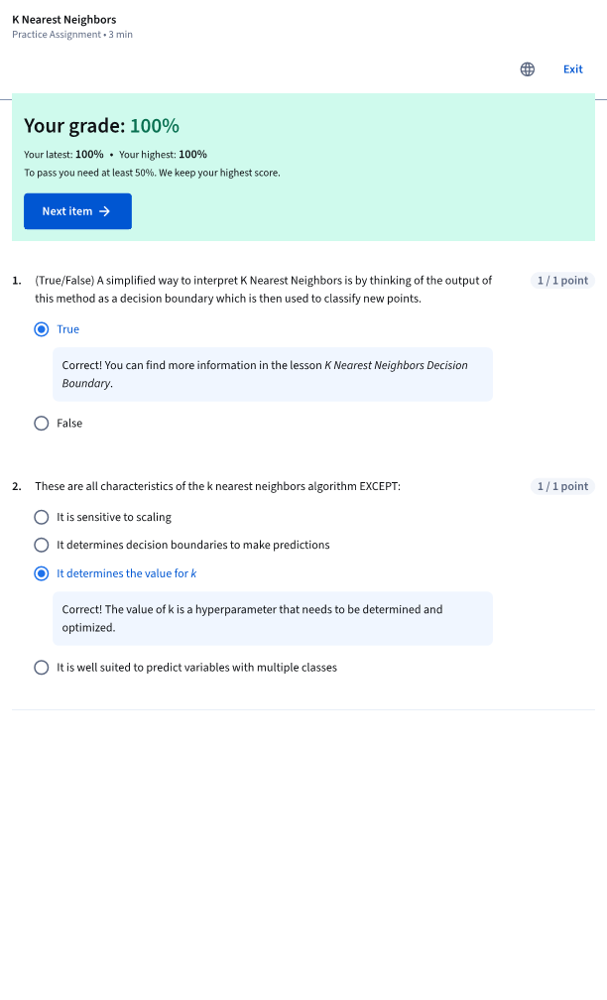 K Nearest Neighbors
Practice Assignment • 3 min
Exit
Your grade: 100%
Your latest: 100% • Your highest: 100%
To pass you need at least 50%. We keep your highest score.
Next item →
1. (True/False) A simplified way to interpret K Nearest Neighbors is by thinking of the output of
this method as a decision boundary which is then used to classify new points.
1 / 1 point
True
Correct! You can find more information in the lesson K Nearest Neighbors Decision
Boundary.
False
2. These are all characteristics of the k nearest neighbors algorithm EXCEPT:
1 / 1 point
It is sensitive to scaling
It determines decision boundaries to make predictions
It determines the value for k
Correct! The value of k is a hyperparameter that needs to be determined and
optimized.
It is well suited to predict variables with multiple classes